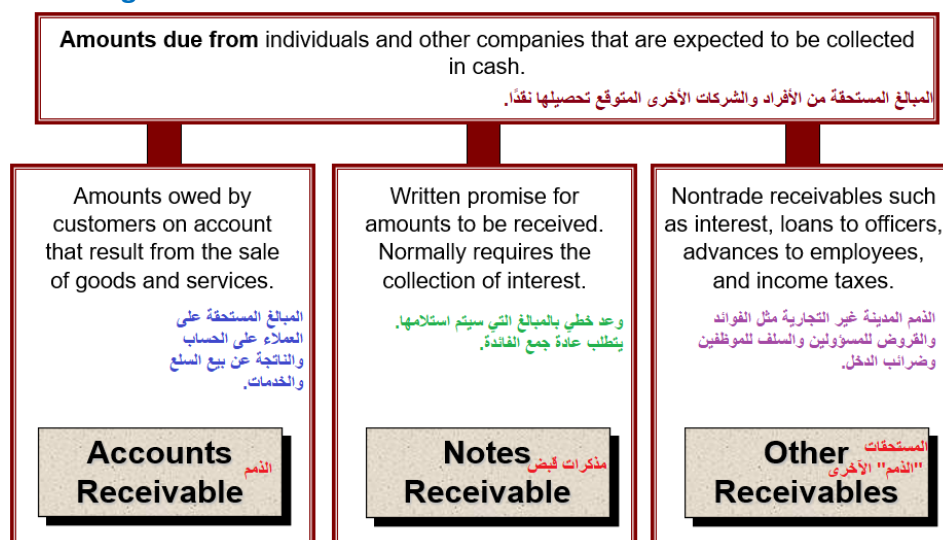 Amounts due from individuals and other companies that are expected to be collected
in cash.
المبالغ المستحقة من الأفراد والشركات الأخرى المتوقع تحصيلها نقدًا.
Amounts owed by
customers on account
that result from the sale
of goods and services.
المبالغ المستحقة على
العملاء على الحساب
والناتجة عن بيع السلع
والخدمات.
Accounts
الذمم
Receivable
Written promise for
amounts to be received.
Normally requires the
collection of interest.
وعد خطي بالمبالغ التي سيتم استلامها.
يتطلب عادة جمع الفائدة.
Notes
مذكرات قبض
Receivable
Nontrade receivables such
as interest, loans to officers,
advances to employees,
and income taxes.
الذمم المدينة غير التجارية مثل الفوائد
والقروض للمسؤولين والسلف للموظفين
وضرائب الدخل.
Other المستحقات
"الذمم" الآخرى
Receivables